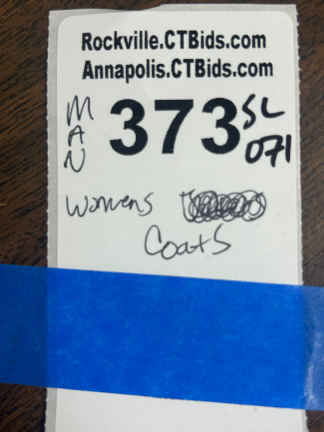 Rockville.CTBids.com
Annapolis.CTBids.com
MAN
373
SL
071
Womens
Coats